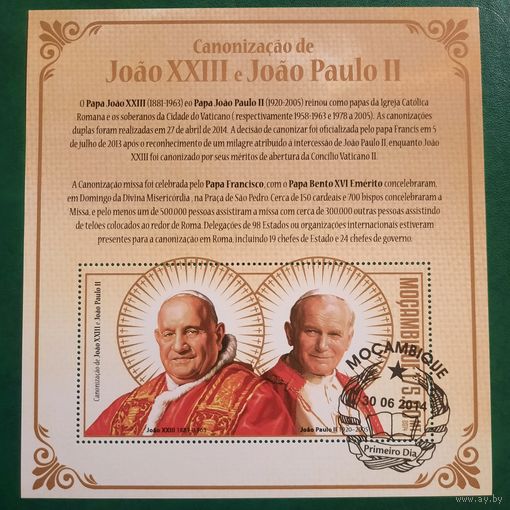 Canonização de
João XXIII e João Paulo II
O Papa João XXIII (1881-1963) eo Papa João Paulo II (1920-2005) reinou como papas da Igreja Católica
Romana e os soberanos da Cidade do Vaticano ( respectivamente 1958-1963 e 1978 a 2005). As canonizações
duplas foram realizadas em 27 de abril de 2014. A decisão de canonizar foi oficializada pelo papa Francis em 5
de julho de 2013 após o reconhecimento de um milagre atribuído à intercessão de João Paulo II, enquanto João
XXIII foi canonizado por seus méritos de abertura da Concílio Vaticano II.
A Canonização missa foi celebrada pelo Papa Francisco, com o Papa Bento XVI Emérito concelebraram,
em Domingo da Divina Misericórdia , na Praça de São Pedro. Cerca de 150 cardeais e 700 bispos concelebraram a
Missa, e pelo menos um de 500.000 pessoas assistiram a missa com cerca de 300.000 outras pessoas assistindo
de telões colocados ao redor de Roma. Delegações de 98 Estados ou organizações internacionais estiveram
presentes para a canonização em Roma, incluindo 19 chefes de Estado e 24 chefes de governo.
Canonização de João XXIII e João Paulo II
MOÇAMBIQUE
João XXIII 1881-1963
João Paulo II 1920-2005
MOÇAMBIQUE
30 06 2014
Primeiro Dia
www.ay.by